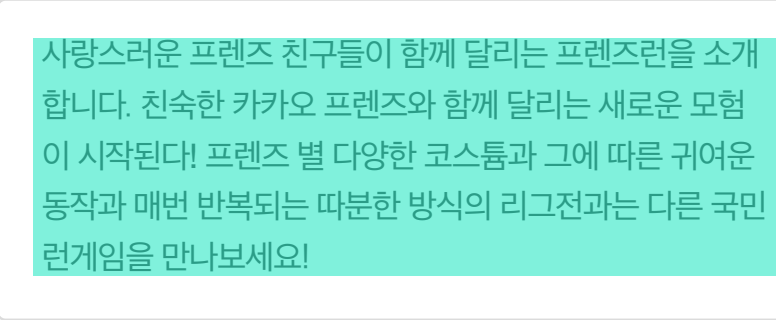 사랑스러운 프렌즈 친구들이 함께 달리는 프렌즈런을 소개
합니다. 친숙한 카카오 프렌즈와 함께 달리는 새로운 모험
이 시작된다! 프렌즈 별 다양한 코스튬과 그에 따른 귀여운
동작과 매번 반복되는 따분한 방식의 리그전과는 다른 국민
런게임을 만나보세요!